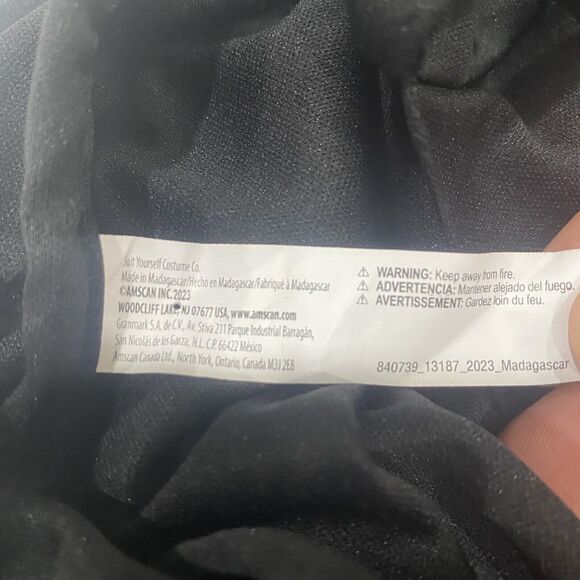 Suit Yourself Costume Co.
Made in Madagascar/Hecho en Madagascar/Fabriqué à Madagascar
©AMSCAN INC. 2023
WOODCLIFF LAKE, NJ 07677 USA, www.amscan.com
Granmark S.A. de C.V., Av. Stiva 211 Parque Industrial Barragán,
San Nicolás de los Garza, N.L. C.P. 66422 México
Amscan Canada Ltd., North York, Ontario, Canada M3J 2E8
⚠ WARNING: Keep away from fire.
⚠ ADVERTENCIA: Mantener alejado del fuego.
⚠ AVERTISSEMENT: Gardez loin du feu.
840739_13187_2023_Madagascar